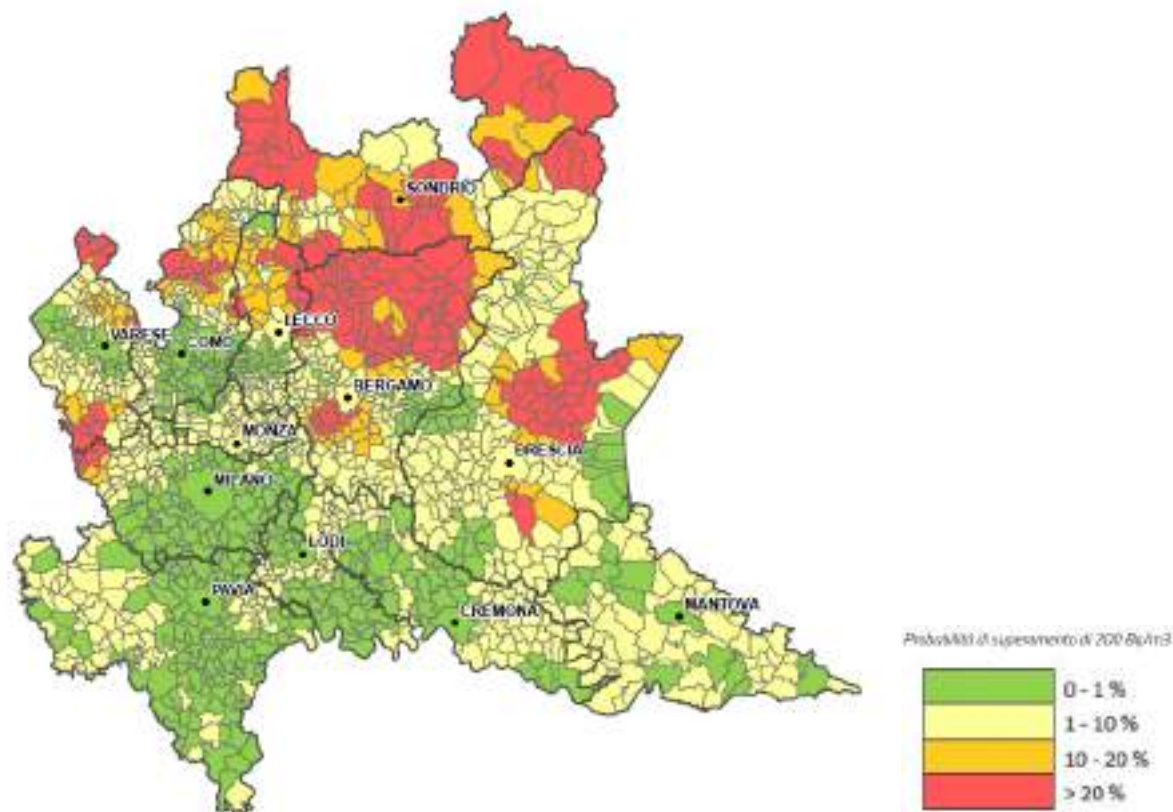 SONDRIO
LECCO
VARESE
COMO
BERGAMO
MONZA
BRESCIA
MILANO
LODI
PAVIA
CREMONA
MANTOVA
Probabilità di superamento di 200 Bq/m3
0 - 1 %
1 - 10 %
10 - 20 %
> 20 %